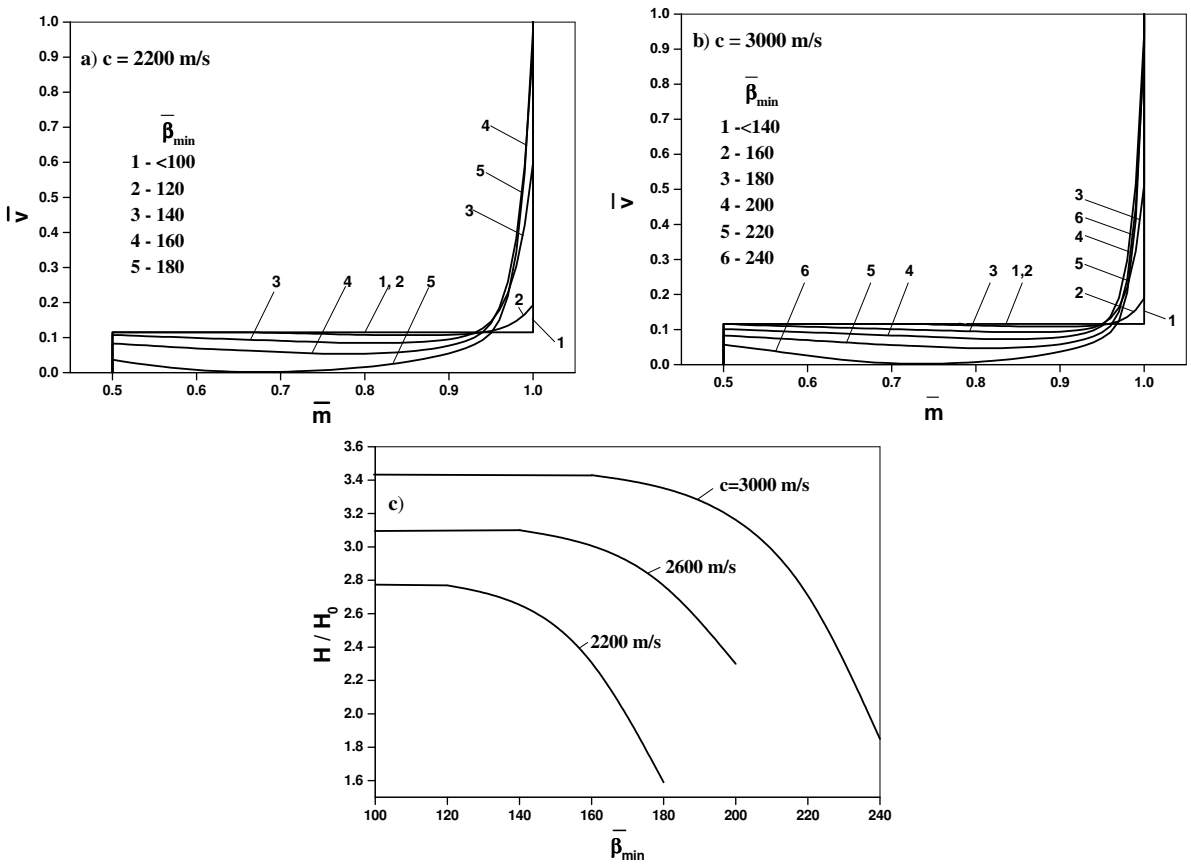 a) c = 2200 m/s
β̄min
1 - <100
2 - 120
3 - 140
4 - 160
5 - 180
1.0
0.9
0.8
0.7
0.6
0.5
0.4
0.3
0.2
0.1
0.0
v̄
4
5
3
3
4
1, 2
5
2
1
0.5 0.6 0.7 0.8 0.9 1.0
m̄
b) c = 3000 m/s
β̄min
1 -<140
2 - 160
3 - 180
4 - 200
5 - 220
6 - 240
1.0
0.9
0.8
0.7
0.6
0.5
0.4
0.3
0.2
0.1
0.0
v̄
3
6
4
5
2
1
6
5
4
3
1,2
0.5 0.6 0.7 0.8 0.9 1.0
m̄
c)
3.6
3.4
3.2
3.0
2.8
2.6
2.4
2.2
2.0
1.8
1.6
H / H0
c=3000 m/s
2600 m/s
2200 m/s
100 120 140 160 180 200 220 240
β̄min